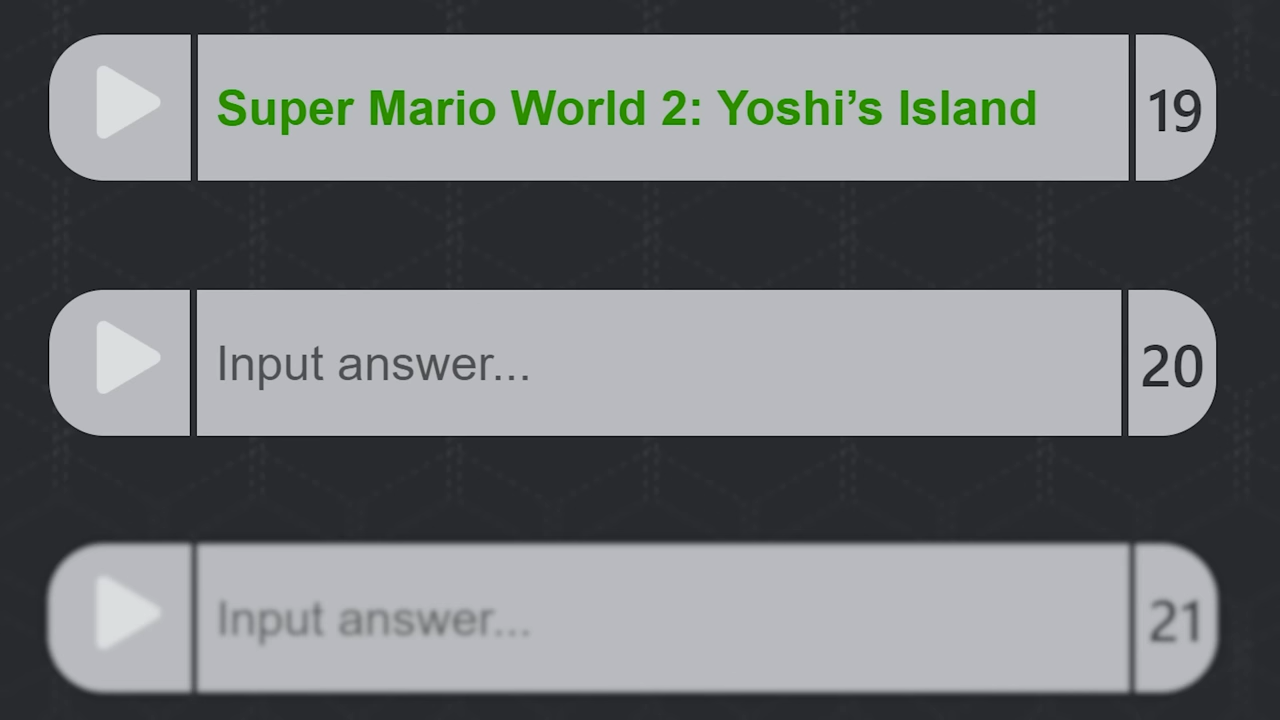 Super Mario World 2: Yoshi’s Island 19
Input answer... 20
Input answer... 21